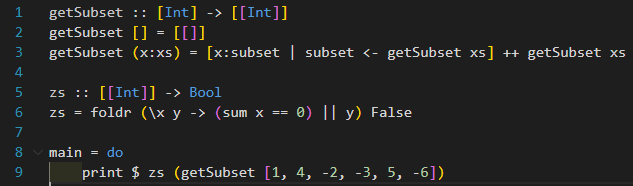 1 getSubset :: [Int] -> [[Int]]
2 getSubset [] = [[]]
3 getSubset (x:xs) = [x:subset | subset <- getSubset xs] ++ getSubset xs
4
5 zs :: [[Int]] -> Bool
6 zs = foldr (\x y -> (sum x == 0) || y) False
7
8 main = do
9     print $ zs (getSubset [1, 4, -2, -3, 5, -6])